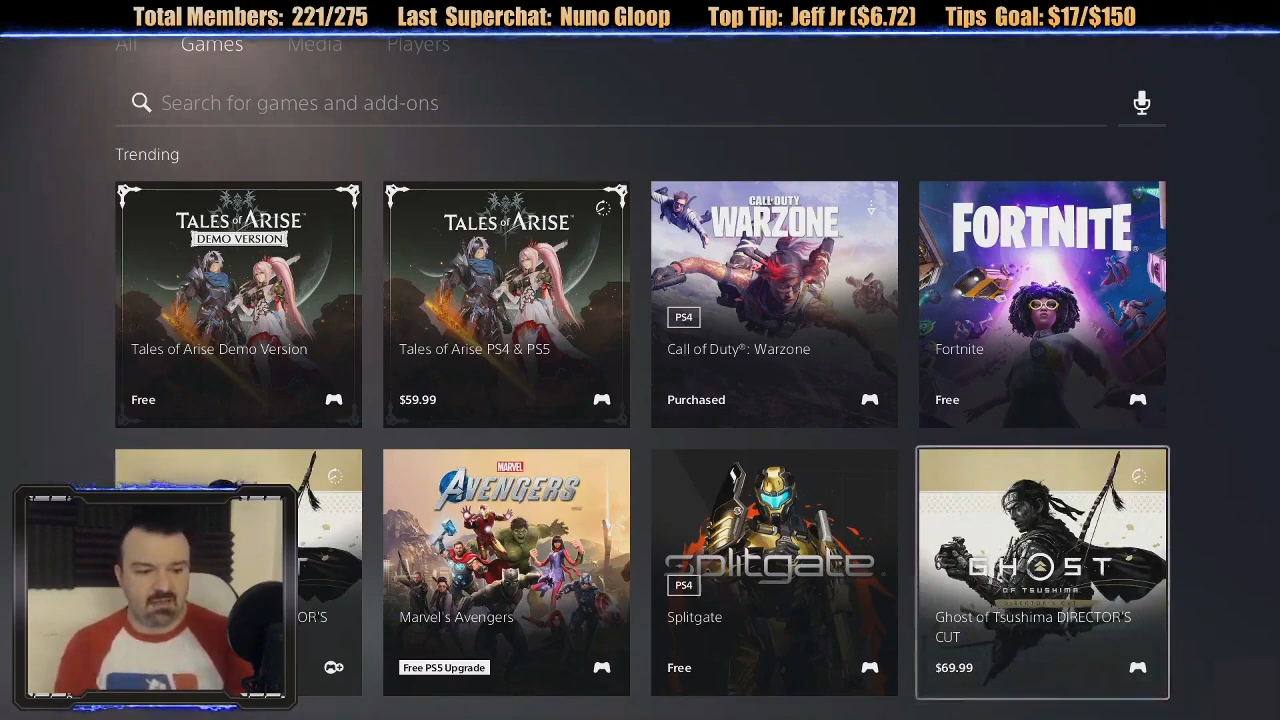 Total Members: 221/275 Last Superchat: Nuno Gloop Top Tip: Jeff Jr ($6.72) Tips Goal: $17/$150
All Games Media Players
Search for games and add-ons
Trending
TALES of ARISE™
DEMO VERSION
Tales of Arise Demo Version
Free
TALES of ARISE™
Tales of Arise PS4 & PS5
$59.99
CALL OF DUTY
WARZONE
PS4
Call of Duty®: Warzone
Purchased
FORTNITE
Fortnite
Free
T
OR'S
MARVEL
AVENGERS
Marvel's Avengers
Free PS5 Upgrade
splitgate
PS4
Splitgate
Free
GHOST
OF TSUSHIMA
DIRECTOR'S CUT
Ghost of Tsushima DIRECTOR'S
CUT
$69.99